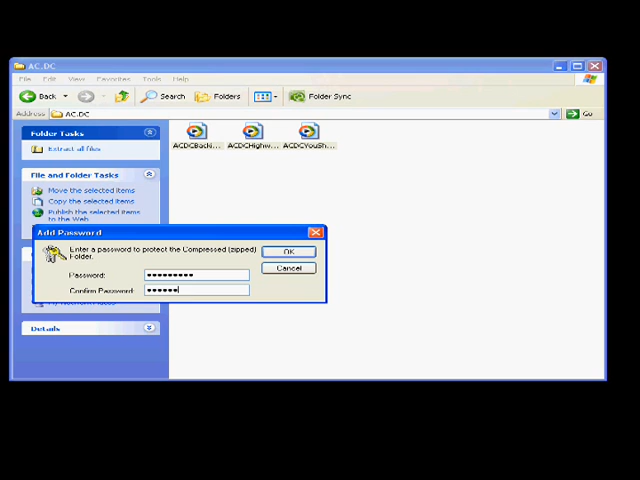 AC.DC
File Edit View Favorites Tools Help
Back Search Folders Folder Sync
Address AC.DC Go
Folder Tasks
Extract all files
File and Folder Tasks
Move the selected items
Copy the selected items
Publish the selected items
to the Web
ACDCBacki... ACDCHighw... ACDCYouSh...
Add Password
Enter a password to protect the Compressed (zipped)
Folder.
OK
Cancel
Password: •••••••••
Confirm Password: ••••••
Details